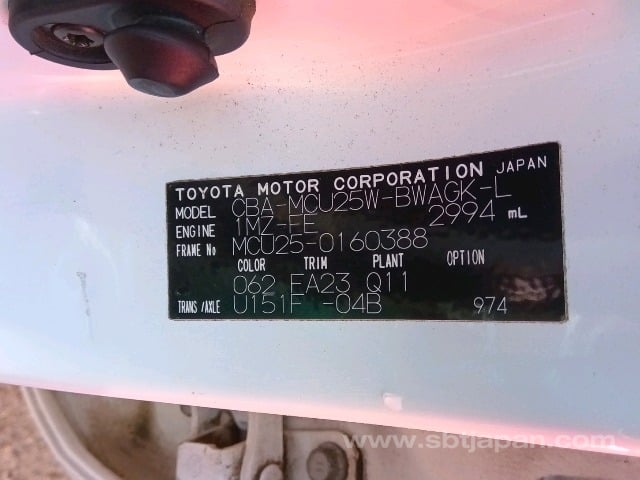 TOYOTA MOTOR CORPORATION JAPAN
MODEL CBA-MCU25W-BWAGK-L
ENGINE 1MZ-FE 2994 mL
FRAME No MCU25-0160388
COLOR TRIM PLANT OPTION
062 EA23 Q11
TRANS/AXLE U151F -04B 974
www.sbtjapan.com